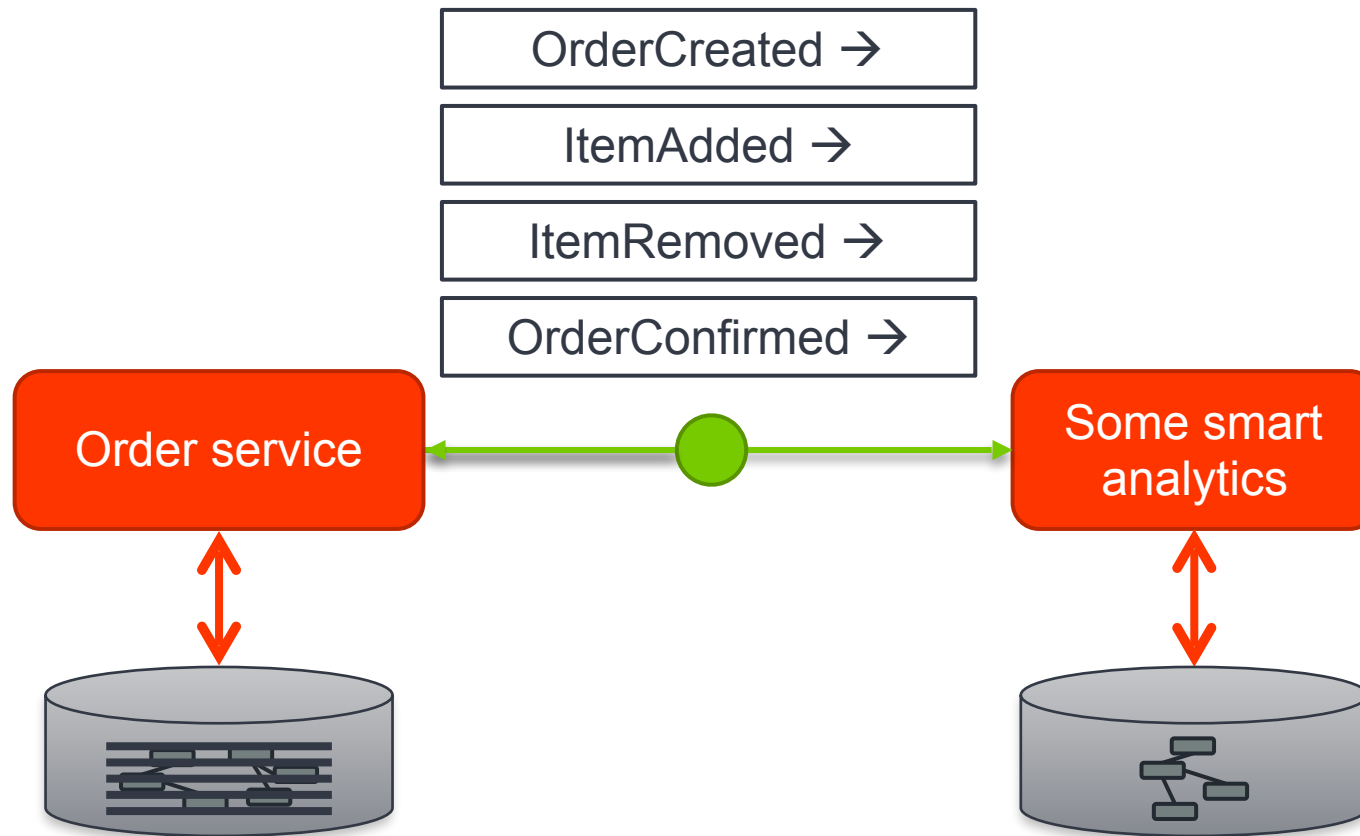 OrderCreated →
ItemAdded →
ItemRemoved →
OrderConfirmed →
Order service
Some smart
analytics